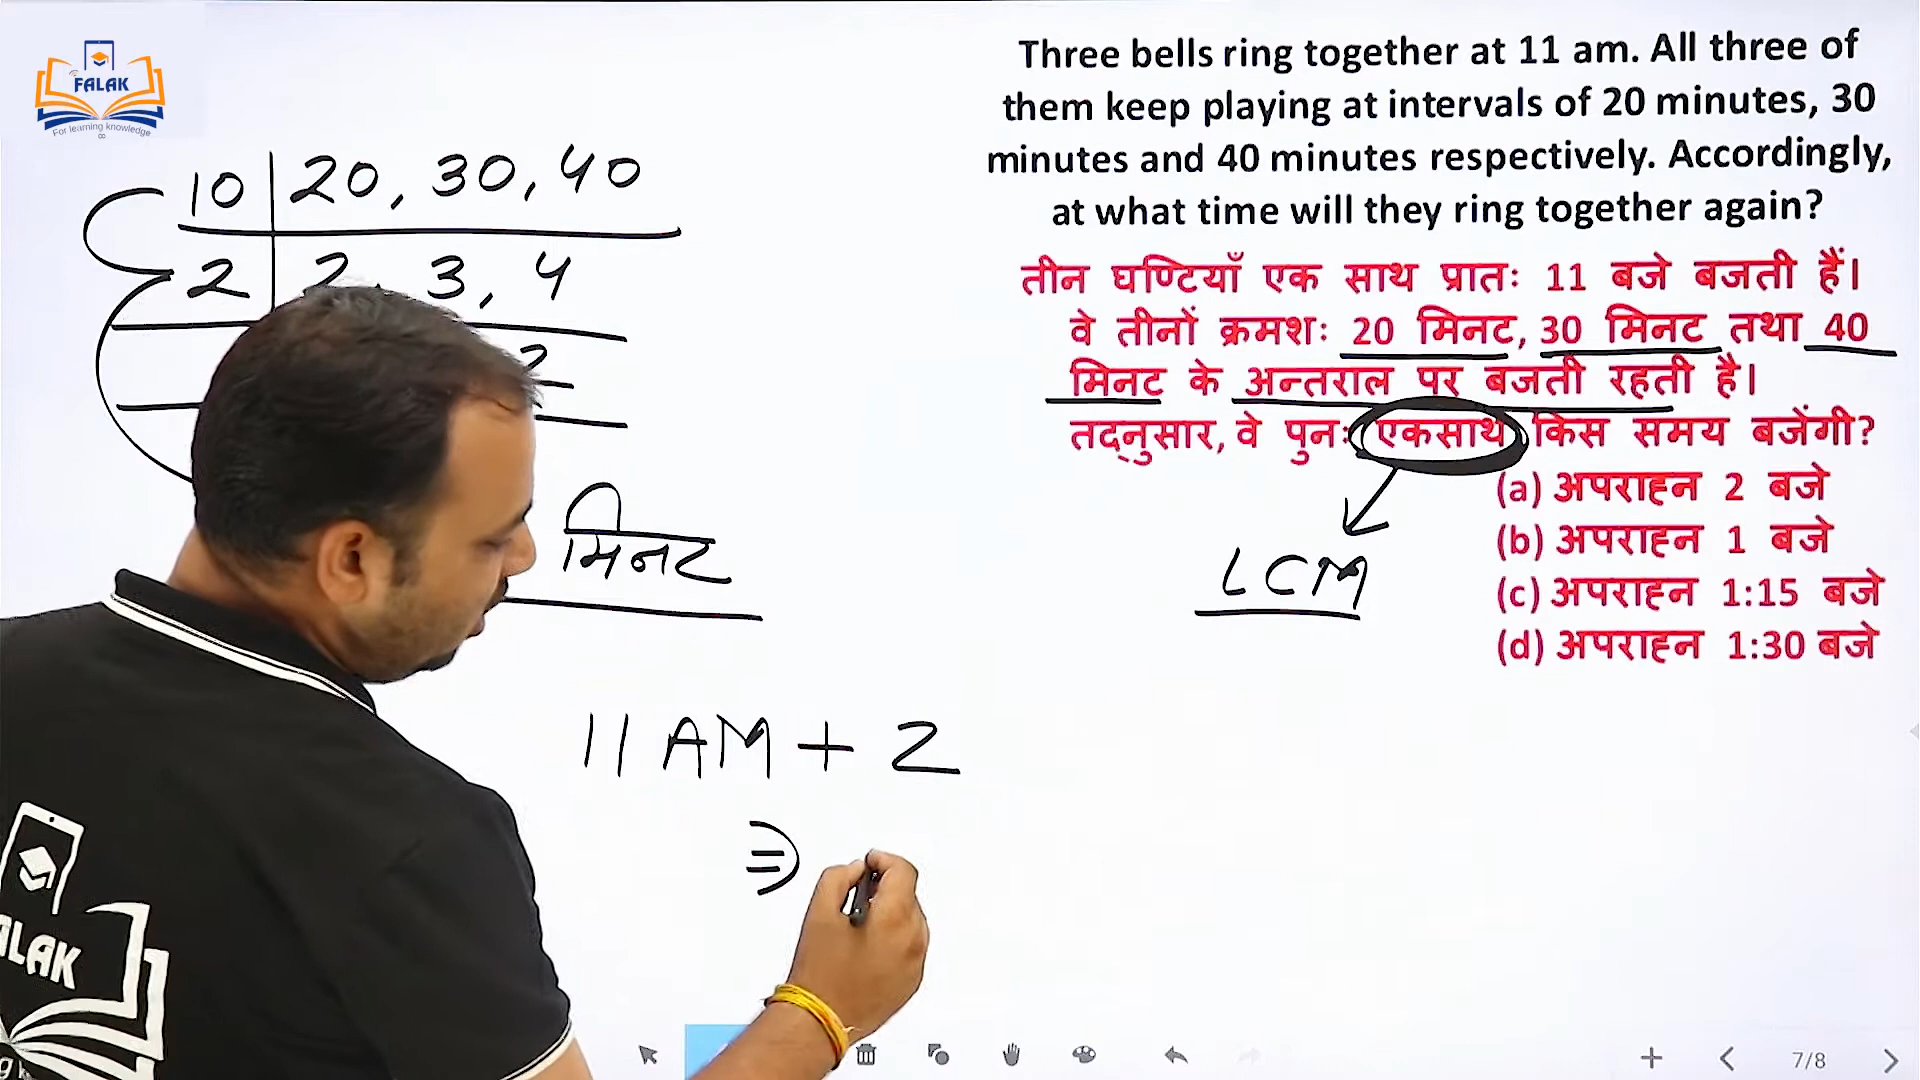 FALAK
For learning knowledge
Three bells ring together at 11 am. All three of
them keep playing at intervals of 20 minutes, 30
minutes and 40 minutes respectively. Accordingly,
at what time will they ring together again?
तीन घण्टियाँ एक साथ प्रातः 11 बजे बजती हैं।
वे तीनों क्रमशः 20 मिनट, 30 मिनट तथा 40
मिनट के अन्तराल पर बजती रहती है।
तद्नुसार, वे पुनः एकसाथ किस समय बजेंगी?
(a) अपराह्न 2 बजे
(b) अपराह्न 1 बजे
(c) अपराह्न 1:15 बजे
(d) अपराह्न 1:30 बजे
LCM
10 20, 30, 40
2 2, 3, 4
2
मिनट
11 AM + 2
⇒
ALAK
7/8